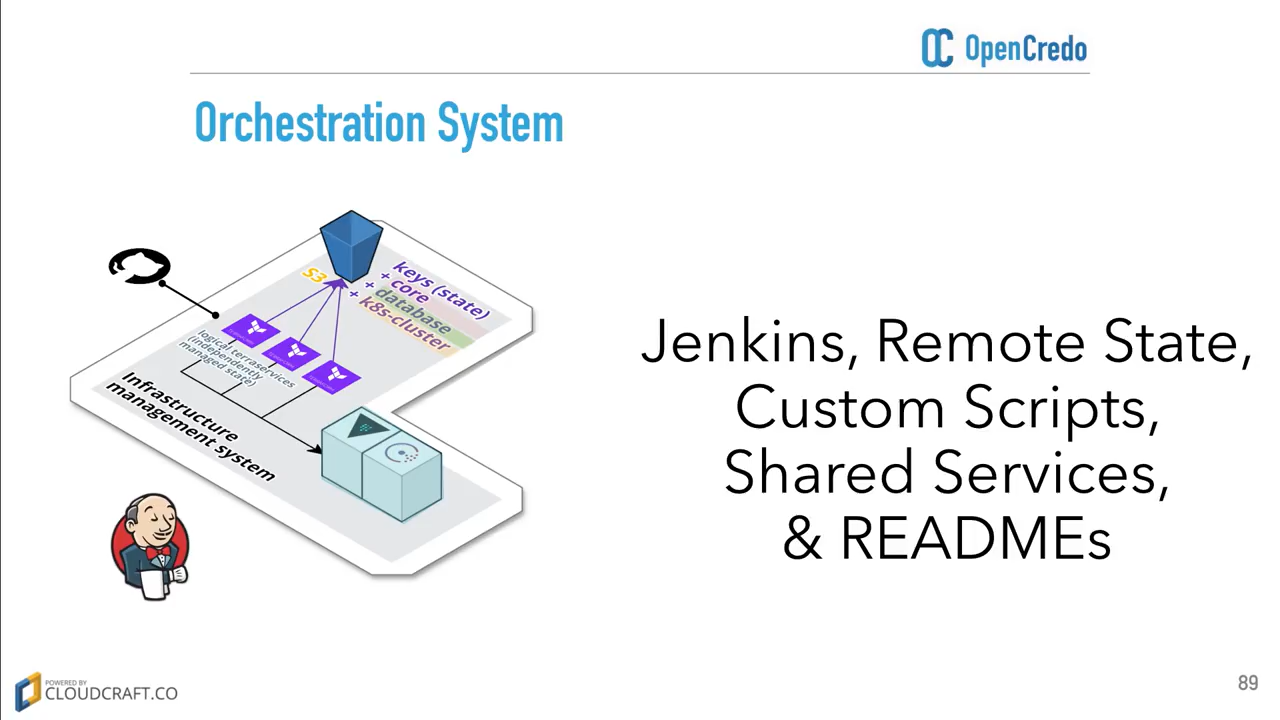 OpenCredo
Orchestration System
S3
keys (state)
+ core
+ database
+ k8s-cluster
logical terraservices
(independently
managed state)
Infrastructure
management system
Jenkins, Remote State,
Custom Scripts,
Shared Services,
& READMEs
POWERED BY
CLOUDCRAFT.CO
89